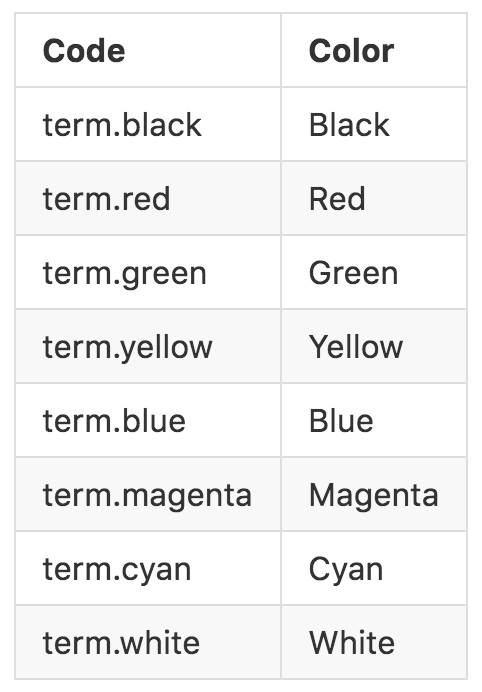 Code Color
term.black Black
term.red Red
term.green Green
term.yellow Yellow
term.blue Blue
term.magenta Magenta
term.cyan Cyan
term.white White